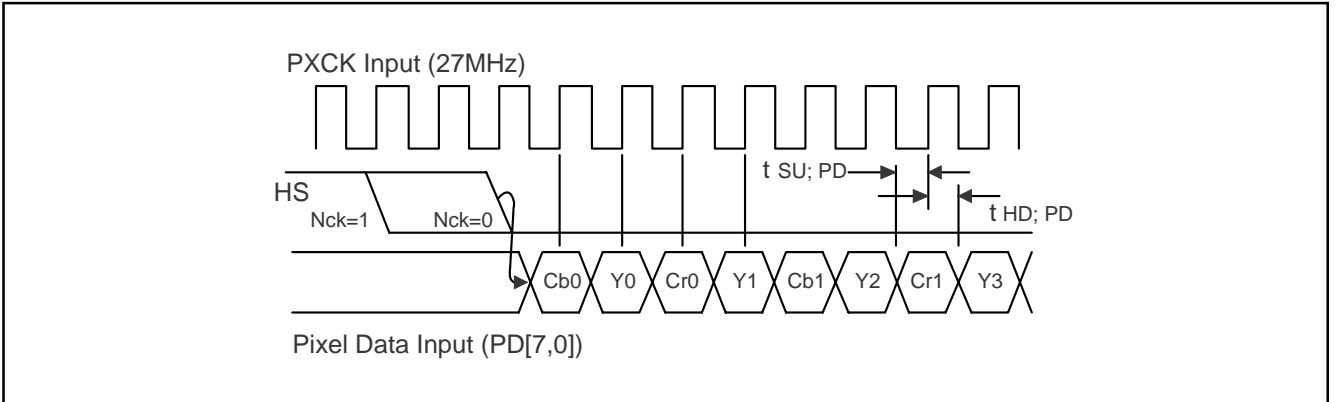 PXCK Input (27MHz)
t SU; PD
HS
t HD; PD
Nck=1 Nck=0
Cb0 Y0 Cr0 Y1 Cb1 Y2 Cr1 Y3
Pixel Data Input (PD[7,0])